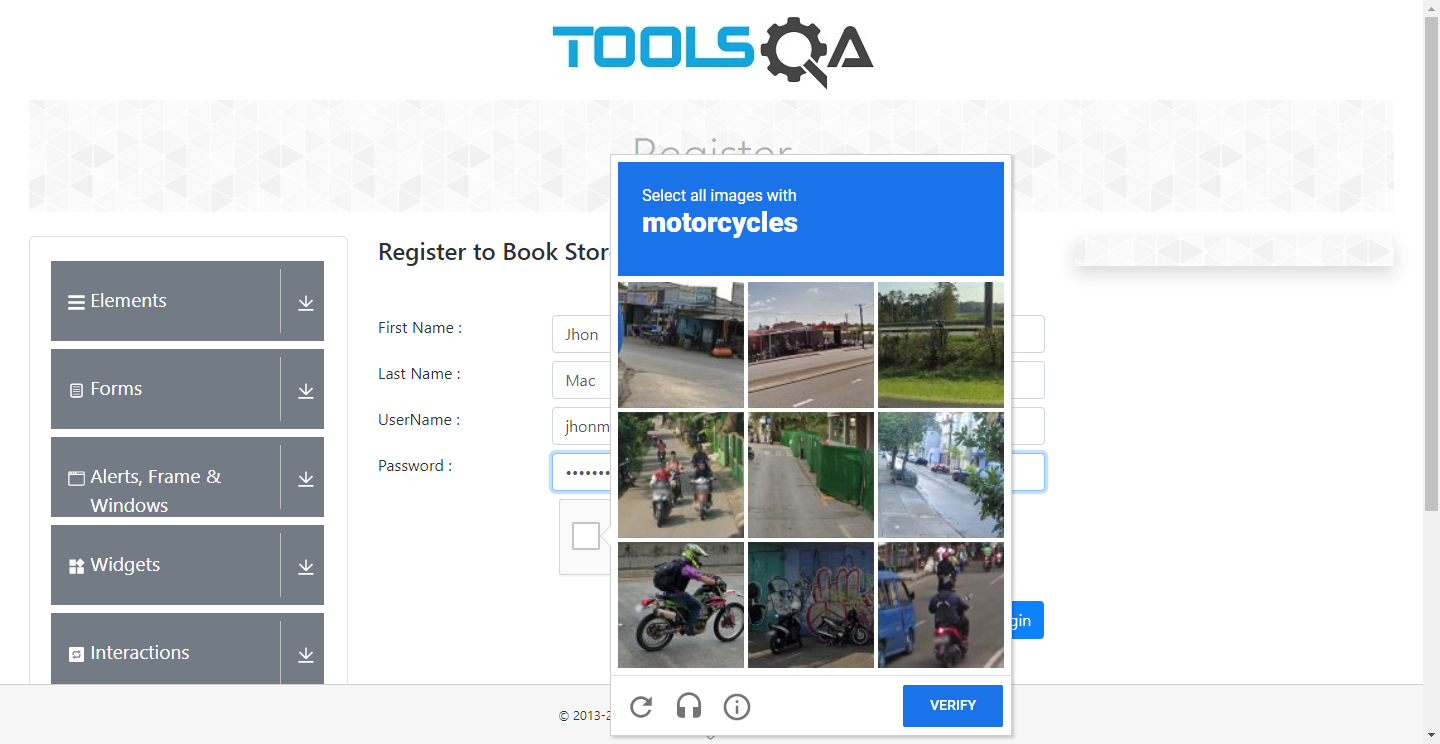 TOOLSQA
Register
Register to Book Stor
Elements
Forms
Alerts, Frame &
Windows
Widgets
Interactions
First Name :
Jhon
Last Name :
Mac
UserName :
jhonm
Password :
••••••••
Select all images with
motorcycles
VERIFY
gin
© 2013-2